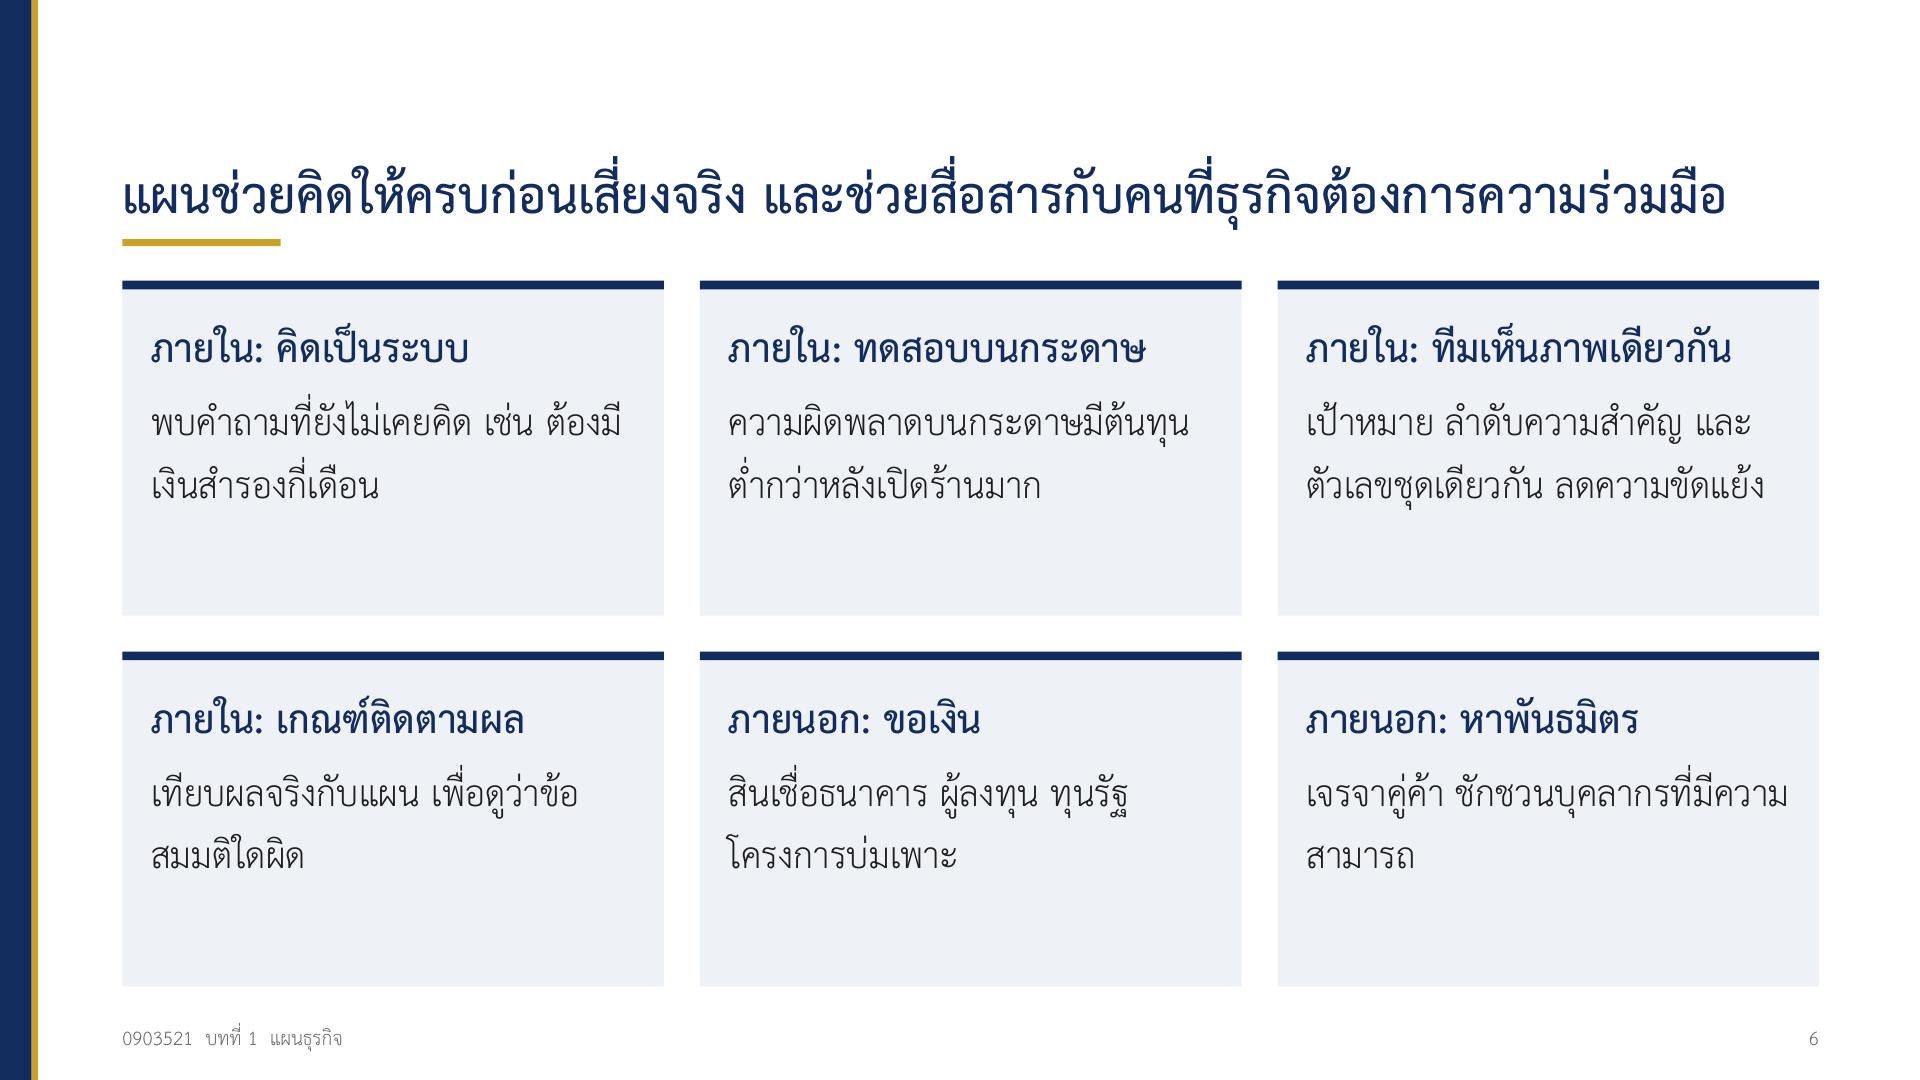 แผนช่วยคิดให้ครบก่อนเสี่ยงจริง และช่วยสื่อสารกับคนที่ธุรกิจต้องการความร่วมมือ
ภายใน: คิดเป็นระบบ
พบคำถามที่ยังไม่เคยคิด เช่น ต้องมี
เงินสำรองกี่เดือน
ภายใน: ทดสอบบนกระดาษ
ความผิดพลาดบนกระดาษมีต้นทุน
ต่ำกว่าหลังเปิดร้านมาก
ภายใน: ทีมเห็นภาพเดียวกัน
เป้าหมาย ลำดับความสำคัญ และ
ตัวเลขชุดเดียวกัน ลดความขัดแย้ง
ภายใน: เกณฑ์ติดตามผล
เทียบผลจริงกับแผน เพื่อดูว่าข้อ
สมมติใดผิด
ภายนอก: ขอเงิน
สินเชื่อธนาคาร ผู้ลงทุน ทุนรัฐ
โครงการบ่มเพาะ
ภายนอก: หาพันธมิตร
เจรจาคู่ค้า ชักชวนบุคลากรที่มีความ
สามารถ
0903521 บทที่ 1 แผนธุรกิจ
6